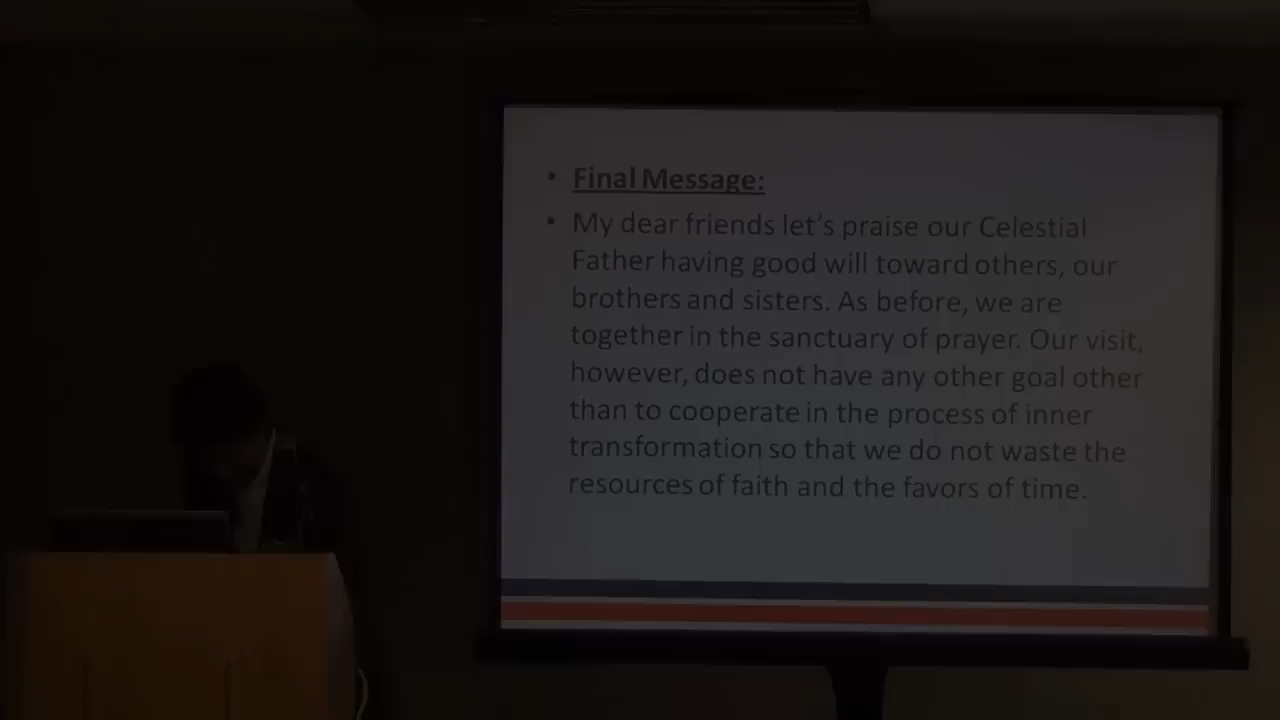 • Final Message:
• My dear friends let's praise our Celestial
Father having good will toward others, our
brothers and sisters. As before, we are
together in the sanctuary of prayer. Our visit,
however, does not have any other goal other
than to cooperate in the process of inner
transformation so that we do not waste the
resources of faith and the favors of time.